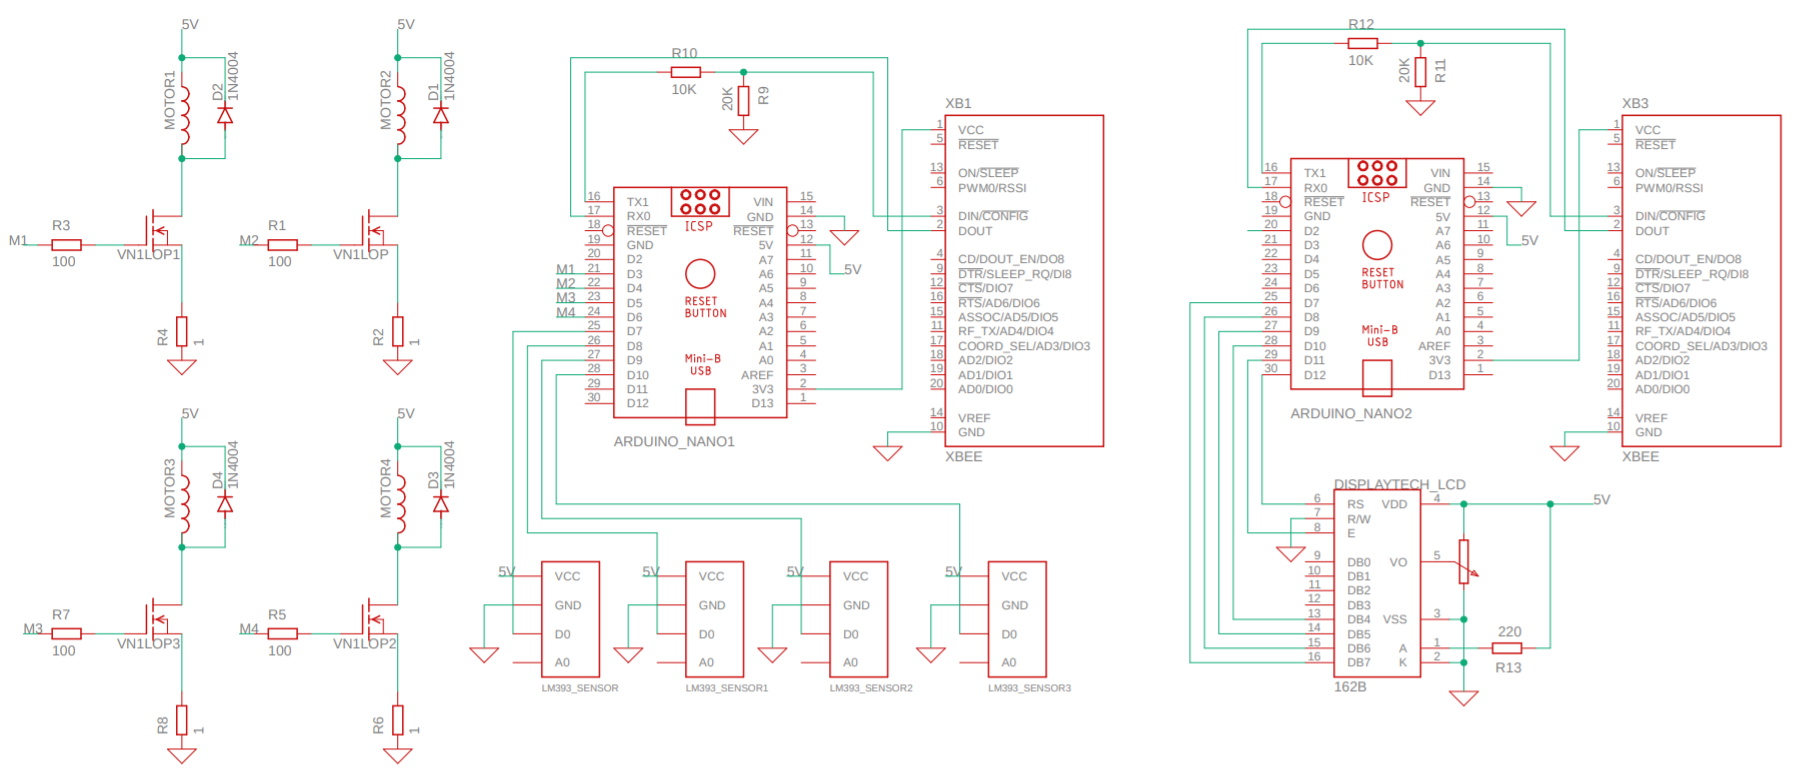 5V
MOTOR1
D2
1N4004
R3
M1
100
VN1LOP1
R4
1
5V
MOTOR2
D1
1N4004
R1
M2
100
VN1LOP
R2
1
5V
MOTOR3
D4
1N4004
R7
M3
100
VN1LOP3
R8
1
5V
MOTOR4
D3
1N4004
R5
M4
100
VN1LOP2
R6
1
R10
10K
20K
R9
16 TX1
17 RX0
18 RESET
19 GND
20 D2
M1 21 D3
M2 22 D4
M3 23 D5
M4 24 D6
25 D7
26 D8
27 D9
28 D10
29 D11
30 D12
ICSP
RESET
BUTTON
Mini-B
USB
VIN 15
GND 14
RESET 13
5V 12
A7 11
A6 10
A5 9
A4 8
A3 7
A2 6
A1 5
A0 4
AREF 3
3V3 2
D13 1
5V
ARDUINO_NANO1
XB1
1 VCC
5 RESET
13 ON/SLEEP
6 PWM0/RSSI
3 DIN/CONFIG
2 DOUT
4 CD/DOUT_EN/DO8
9 DTR/SLEEP_RQ/DI8
12 CTS/DIO7
16 RTS/AD6/DIO6
15 ASSOC/AD5/DIO5
11 RF_TX/AD4/DIO4
17 COORD_SEL/AD3/DIO3
18 AD2/DIO2
19 AD1/DIO1
20 AD0/DIO0
14 VREF
10 GND
XBEE
5V
VCC
GND
D0
A0
LM393_SENSOR
5V
VCC
GND
D0
A0
LM393_SENSOR1
5V
VCC
GND
D0
A0
LM393_SENSOR2
5V
VCC
GND
D0
A0
LM393_SENSOR3
R12
10K
20K
R11
16 TX1
17 RX0
18 RESET
19 GND
20 D2
21 D3
22 D4
23 D5
24 D6
25 D7
26 D8
27 D9
28 D10
29 D11
30 D12
ICSP
RESET
BUTTON
Mini-B
USB
VIN 15
GND 14
RESET 13
5V 12
A7 11
A6 10
A5 9
A4 8
A3 7
A2 6
A1 5
A0 4
AREF 3
3V3 2
D13 1
5V
ARDUINO_NANO2
XB3
1 VCC
5 RESET
13 ON/SLEEP
6 PWM0/RSSI
3 DIN/CONFIG
2 DOUT
4 CD/DOUT_EN/DO8
9 DTR/SLEEP_RQ/DI8
12 CTS/DIO7
16 RTS/AD6/DIO6
15 ASSOC/AD5/DIO5
11 RF_TX/AD4/DIO4
17 COORD_SEL/AD3/DIO3
18 AD2/DIO2
19 AD1/DIO1
20 AD0/DIO0
14 VREF
10 GND
XBEE
DISPLAYTECH_LCD
6 RS
7 R/W
8 E
9 DB0
10 DB1
11 DB2
12 DB3
13 DB4
14 DB5
15 DB6
16 DB7
VDD 4
VO 5
VSS 3
A 1
K 2
5V
220
R13
162B